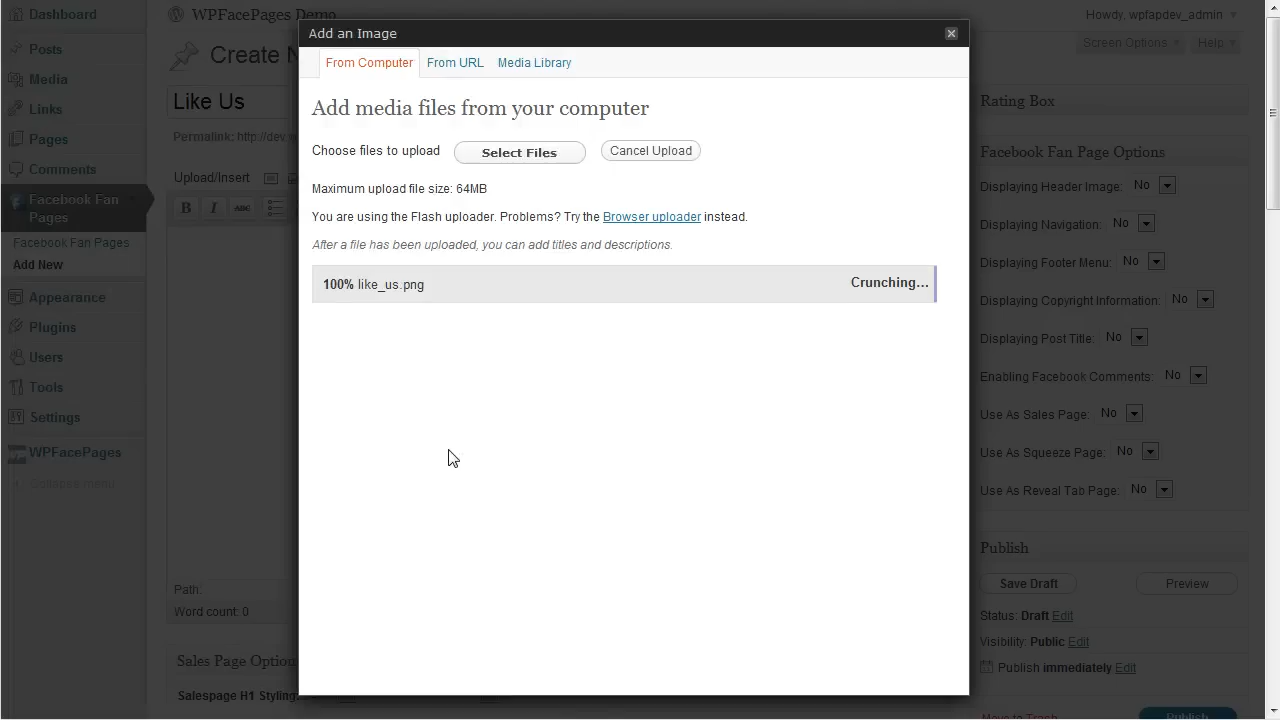 Dashboard
Posts
Media
Links
Pages
Comments
Facebook Fan
Pages
Facebook Fan Pages
Add New
Appearance
Plugins
Users
Tools
Settings
WPFacePages
Collapse menu
WPFacePages Demo
Howdy, wpfapdev_admin
Screen Options
Help
Create N
Like Us
Permalink: http://dev.
Upload/Insert
B I ABC
Path:
Word count: 0
Sales Page Option
Salespage H1 Styling:
Add an Image
From Computer From URL Media Library
Add media files from your computer
Choose files to upload Select Files Cancel Upload
Maximum upload file size: 64MB
You are using the Flash uploader. Problems? Try the Browser uploader instead.
After a file has been uploaded, you can add titles and descriptions.
100% like_us.png Crunching...
Rating Box
Facebook Fan Page Options
Displaying Header Image: No
Displaying Navigation: No
Displaying Footer Menu: No
Displaying Copyright Information: No
Displaying Post Title: No
Enabling Facebook Comments: No
Use As Sales Page: No
Use As Squeeze Page: No
Use As Reveal Tab Page: No
Publish
Save Draft Preview
Status: Draft Edit
Visibility: Public Edit
Publish immediately Edit
Move to Trash Publish